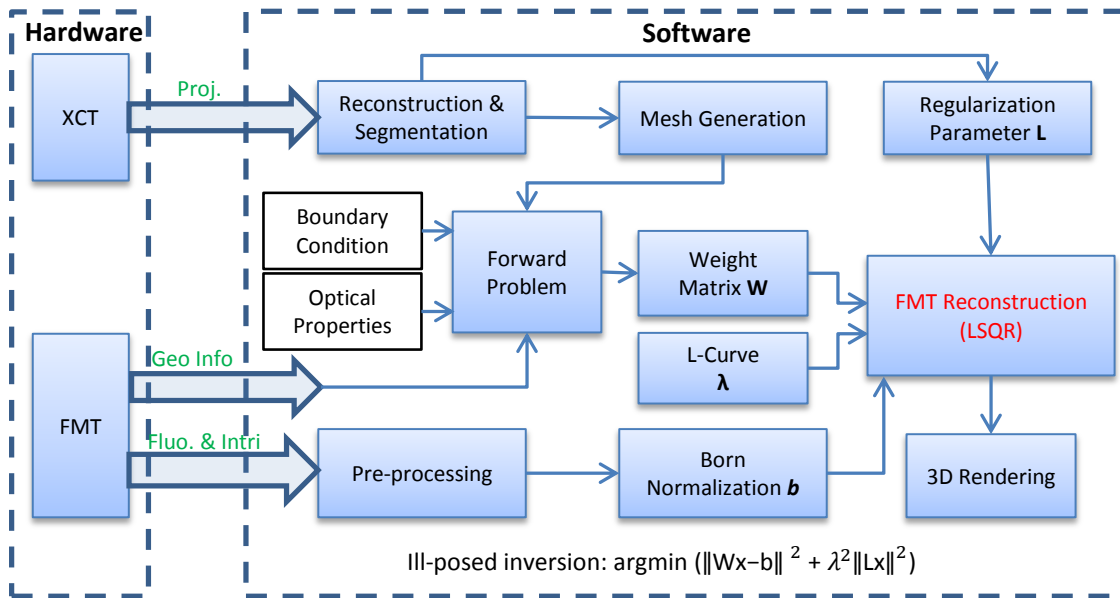 Hardware
Software
XCT
Proj.
Reconstruction &
Segmentation
Mesh Generation
Regularization
Parameter L
Boundary
Condition
Optical
Properties
Forward
Problem
Weight
Matrix W
L-Curve
λ
FMT Reconstruction
(LSQR)
Geo Info
FMT
Fluo. & Intri
Pre-processing
Born
Normalization b
3D Rendering
Ill-posed inversion: argmin (‖Wx−b‖ ² + λ²‖Lx‖²)